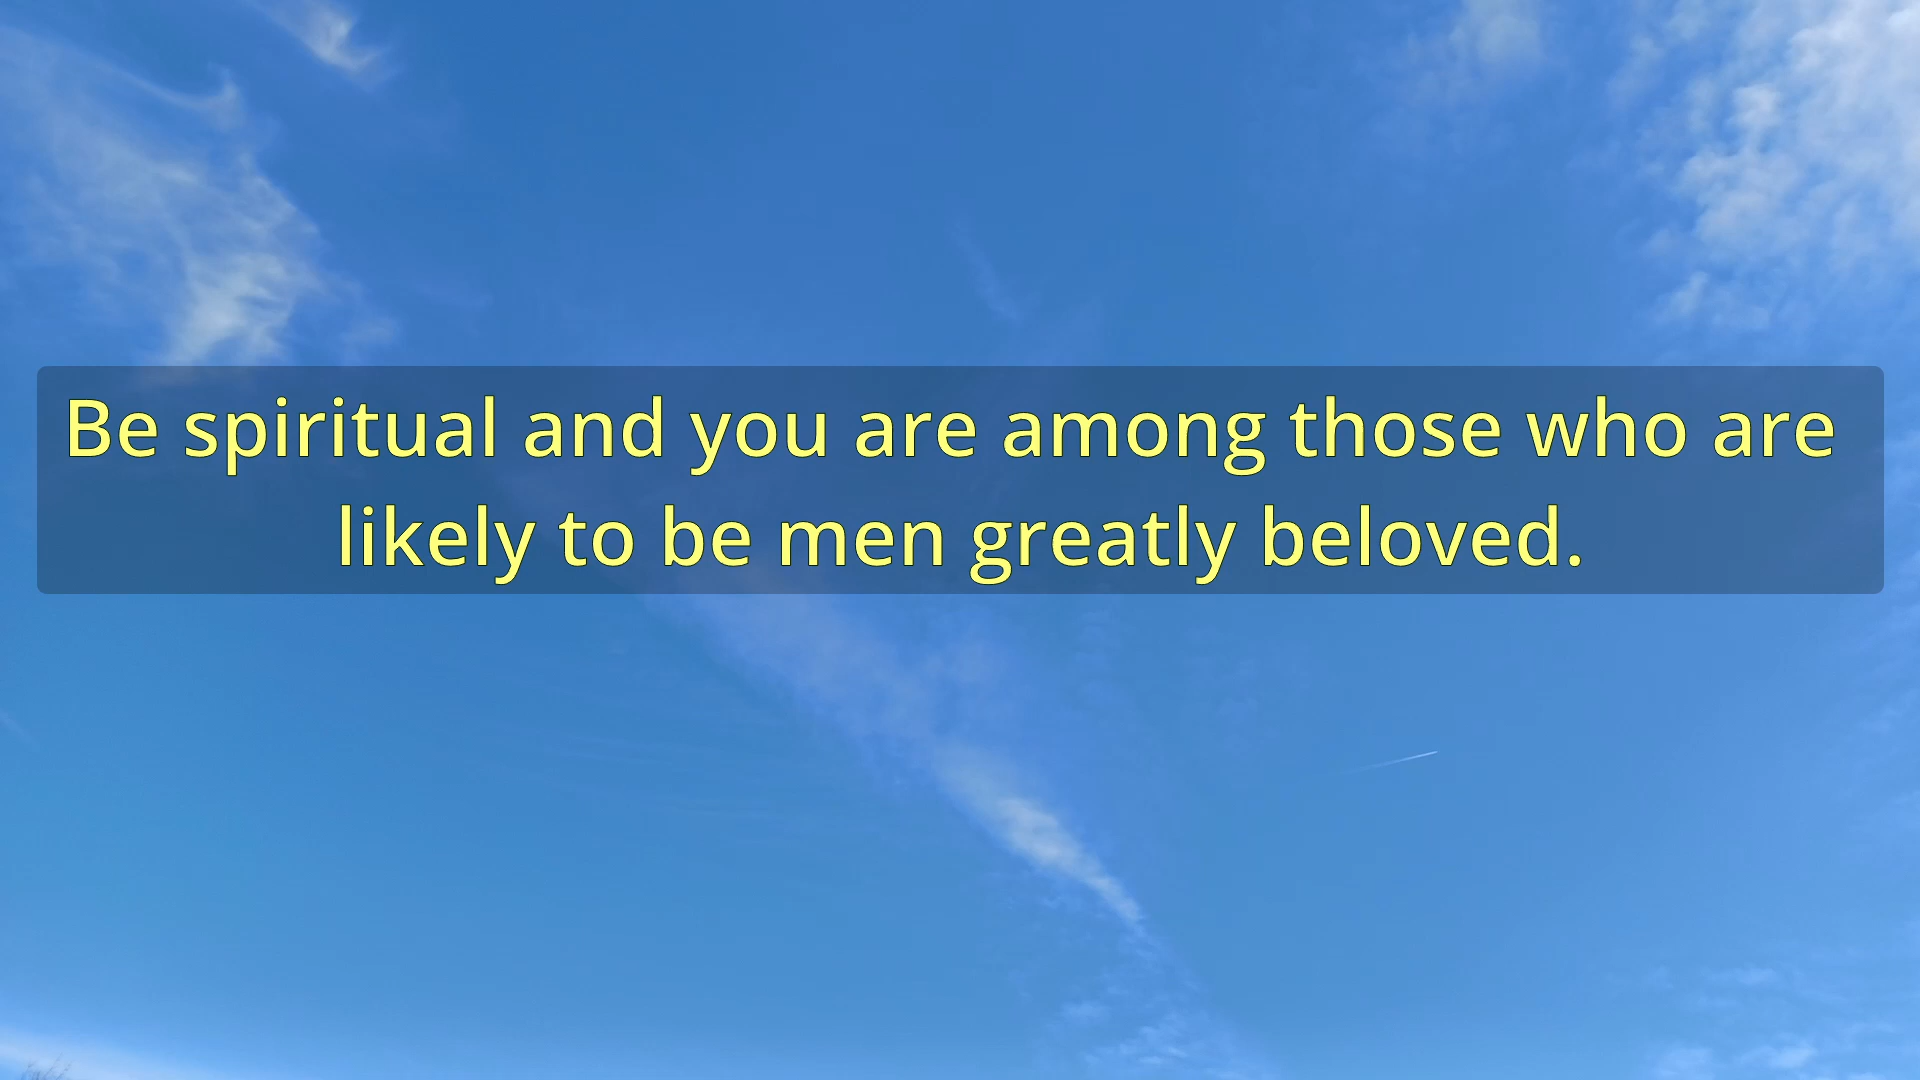 Be spiritual and you are among those who are
likely to be men greatly beloved.